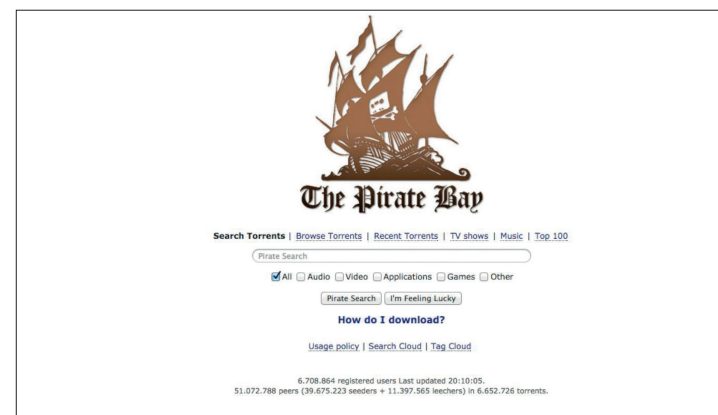 The Pirate Bay
Search Torrents | Browse Torrents | Recent Torrents | TV shows | Music | Top 100
Pirate Search
All Audio Video Applications Games Other
Pirate Search I'm Feeling Lucky
How do I download?
Usage policy | Search Cloud | Tag Cloud
6.708.864 registered users Last updated 20:10:05.
51.072.788 peers (39.675.223 seeders + 11.397.565 leechers) in 6.652.726 torrents.